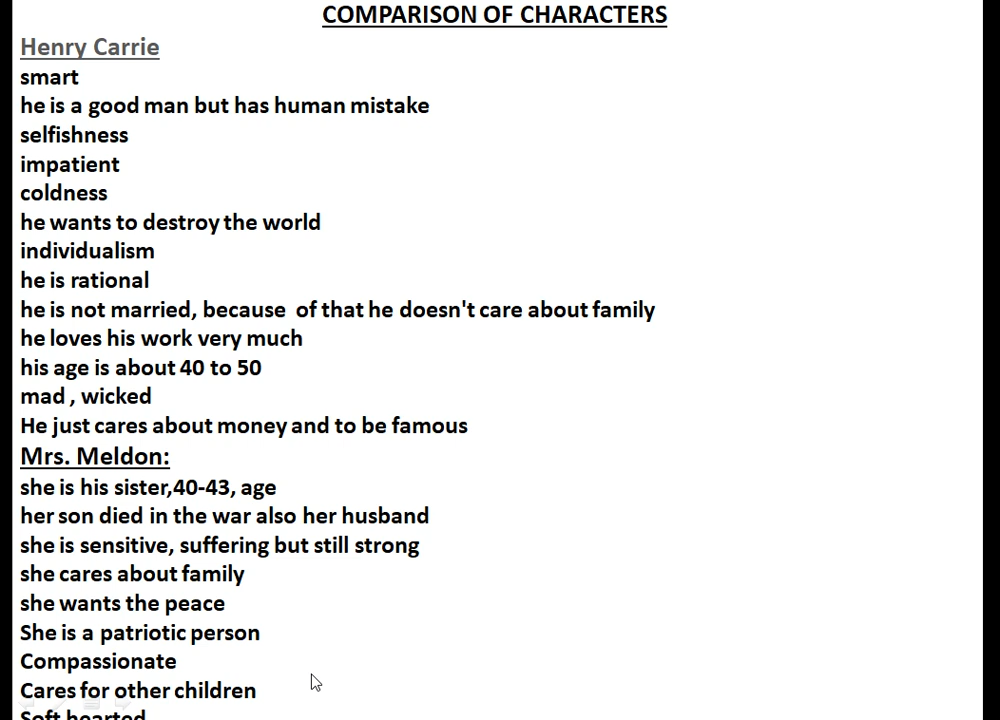 COMPARISON OF CHARACTERS
Henry Carrie
smart
he is a good man but has human mistake
selfishness
impatient
coldness
he wants to destroy the world
individualism
he is rational
he is not married, because  of that he doesn't care about family
he loves his work very much
his age is about 40 to 50
mad , wicked
He just cares about money and to be famous
Mrs. Meldon:
she is his sister,40-43, age
her son died in the war also her husband
she is sensitive, suffering but still strong
she cares about family
she wants the peace
She is a patriotic person
Compassionate
Cares for other children
Soft hearted